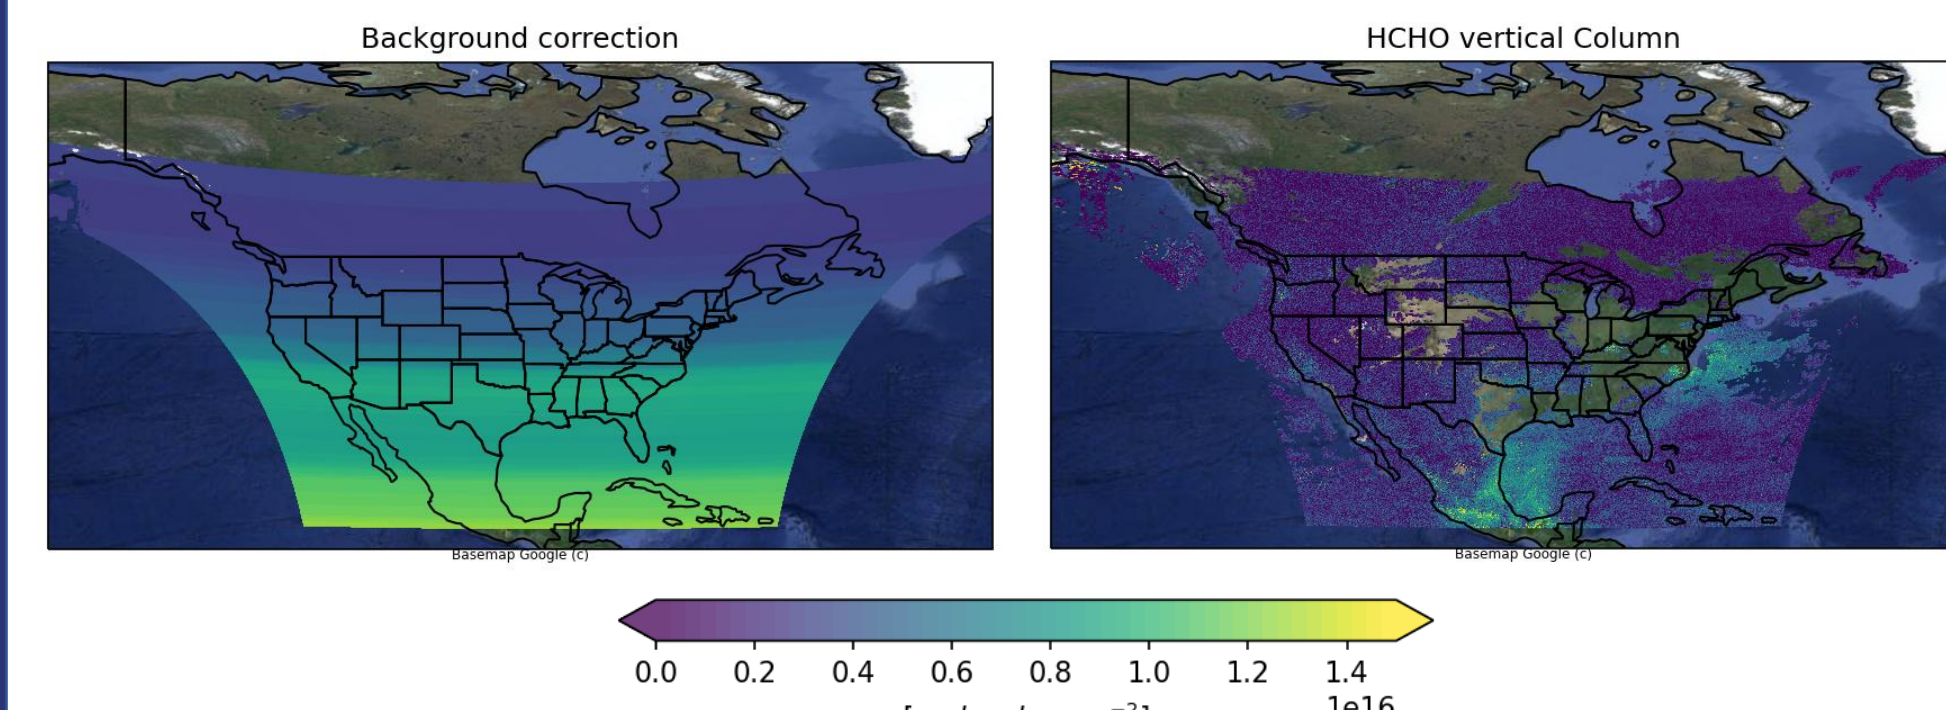 Background correction
HCHO vertical Column
Basemap Google (c)
Basemap Google (c)
0.0 0.2 0.4 0.6 0.8 1.0 1.2 1.4
1e16